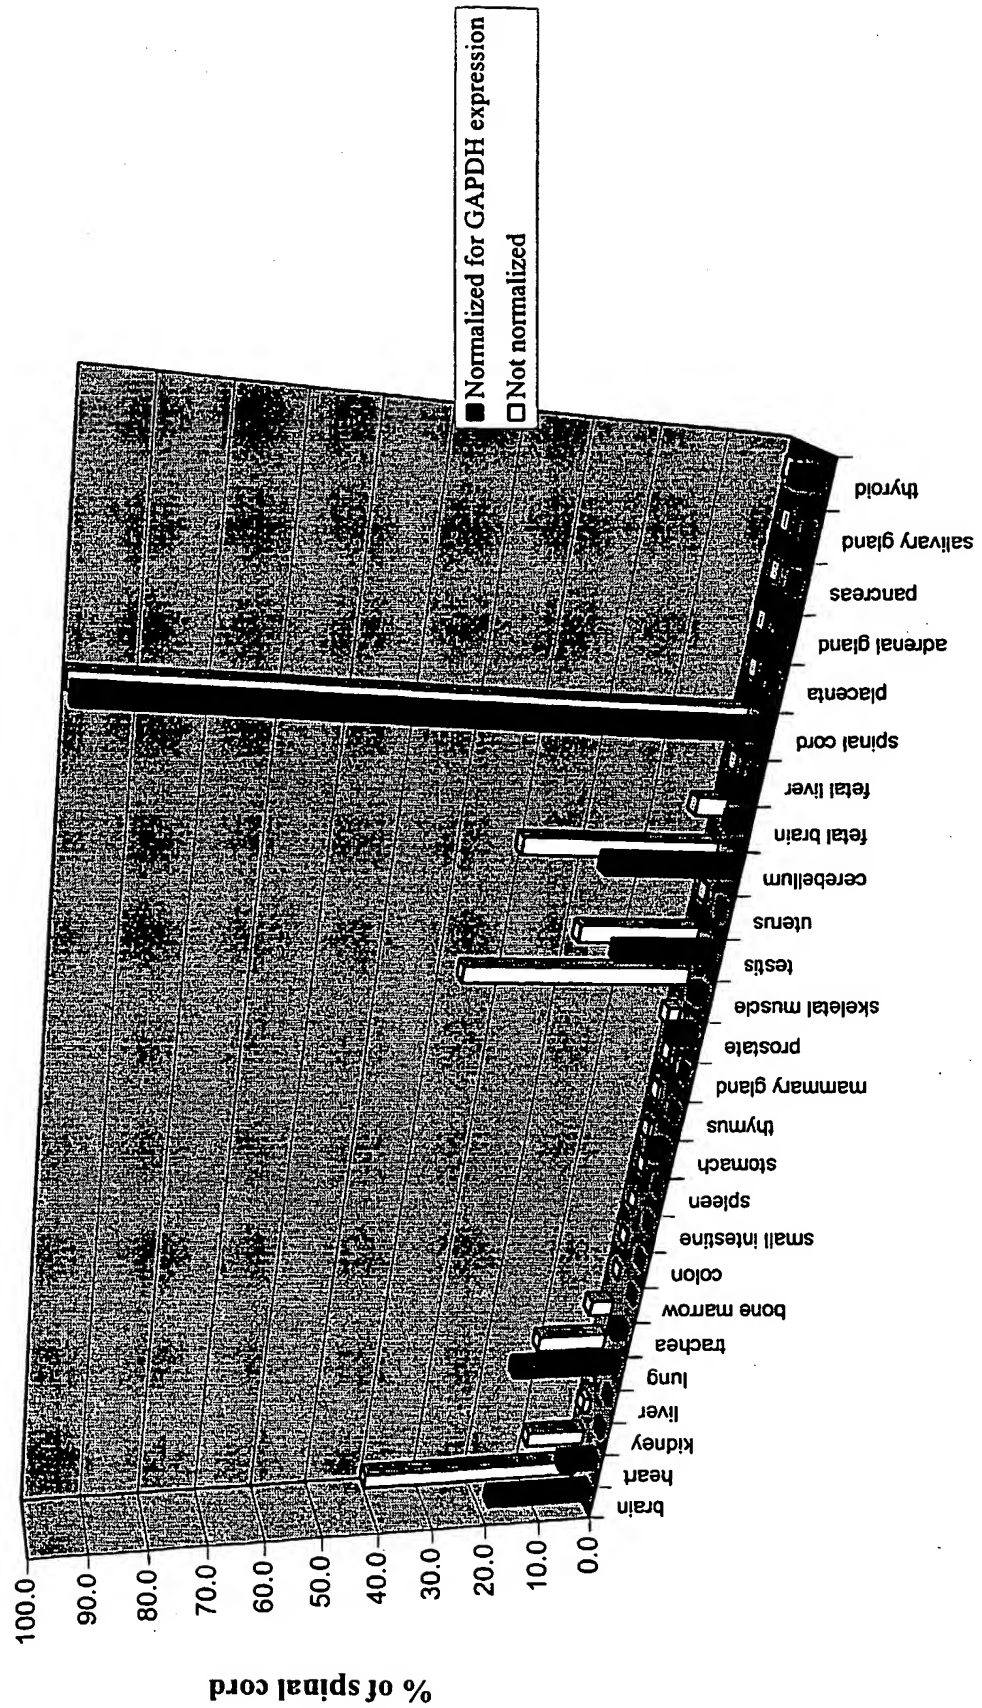 % of spinal cord
100.0
90.0
80.0
70.0
60.0
50.0
40.0
30.0
20.0
10.0
0.0
brain
heart
kidney
liver
lung
trachea
bone marrow
colon
small intestine
spleen
stomach
thymus
mammary gland
prostate
skeletal muscle
testis
uterus
cerebellum
fetal brain
fetal liver
spinal cord
placenta
adrenal gland
pancreas
salivary gland
thyroid
Normalized for GAPDH expression
Not normalized